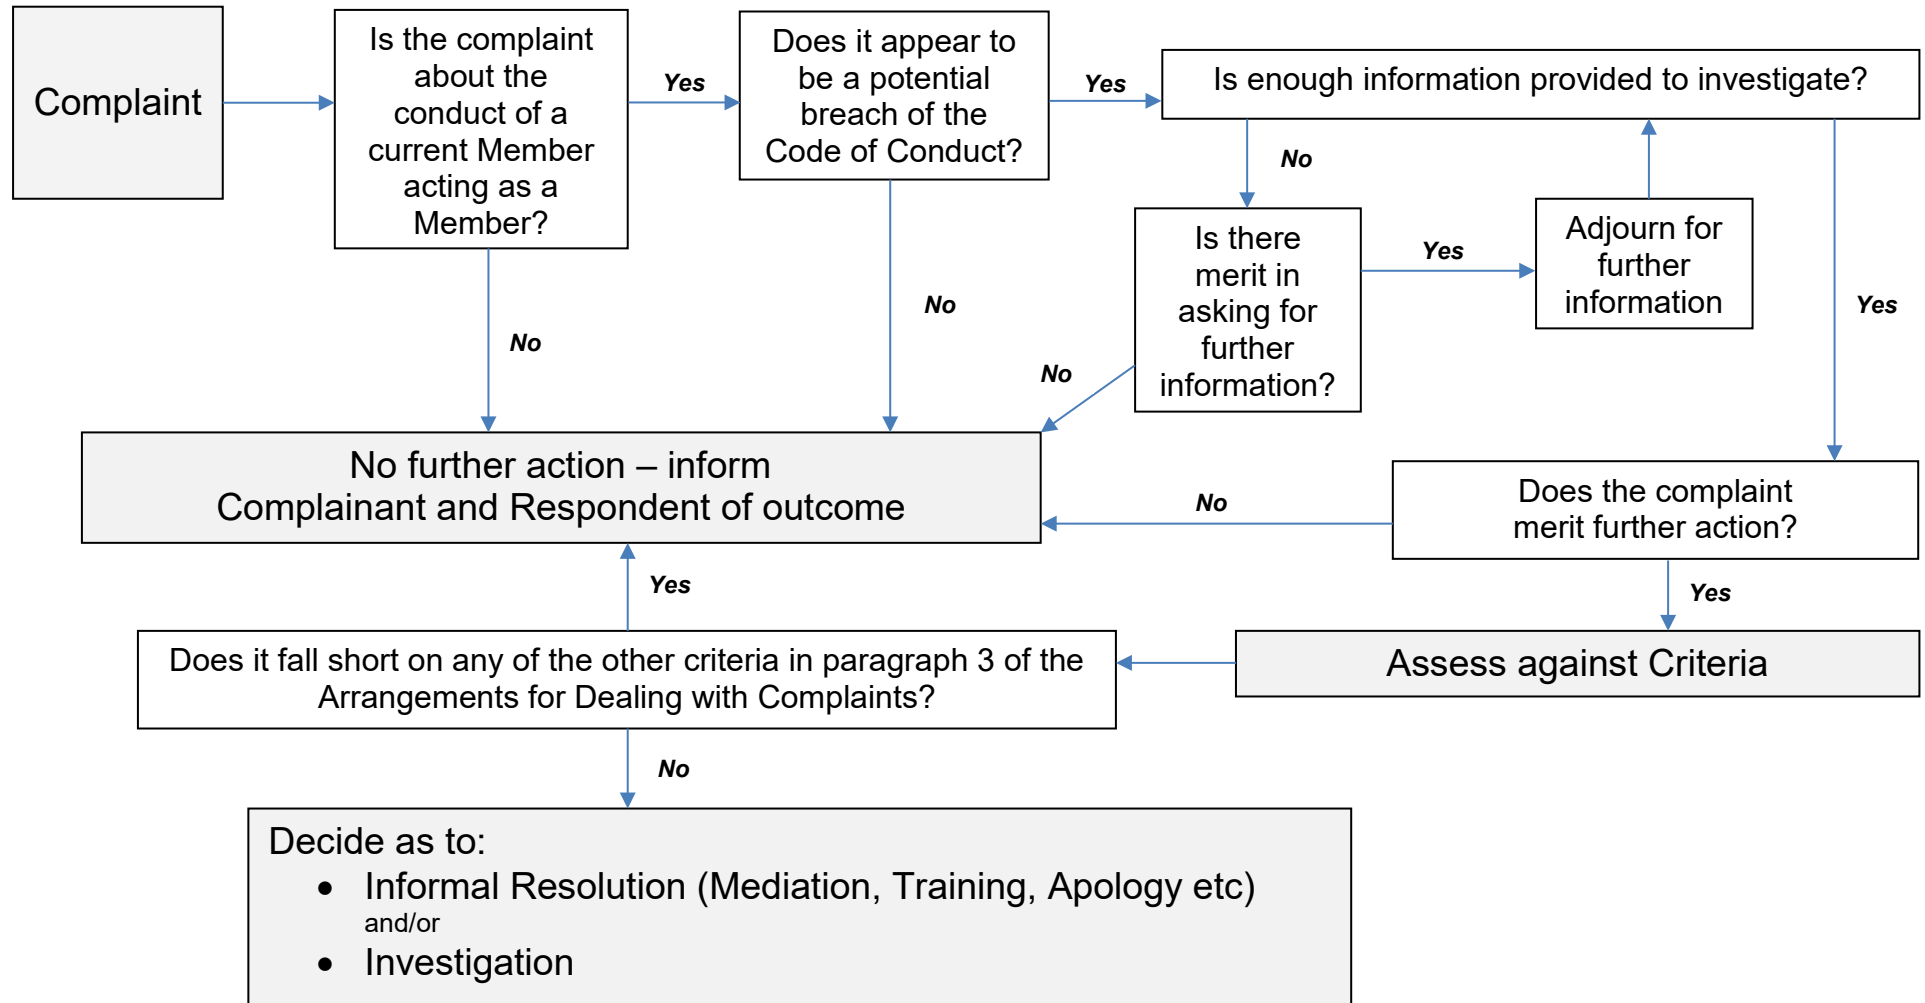 Complaint
Is the complaint
about the
conduct of a
current Member
acting as a
Member?
Yes
Does it appear to
be a potential
breach of the
Code of Conduct?
Yes
Is enough information provided to investigate?
No
No
No
Is there
merit in
asking for
further
information?
Yes
Adjourn for
further
information
Yes
No
No further action – inform
Complainant and Respondent of outcome
No
Does the complaint
merit further action?
Yes
Yes
Does it fall short on any of the other criteria in paragraph 3 of the
Arrangements for Dealing with Complaints?
Assess against Criteria
No
Decide as to:
• Informal Resolution (Mediation, Training, Apology etc)
and/or
• Investigation